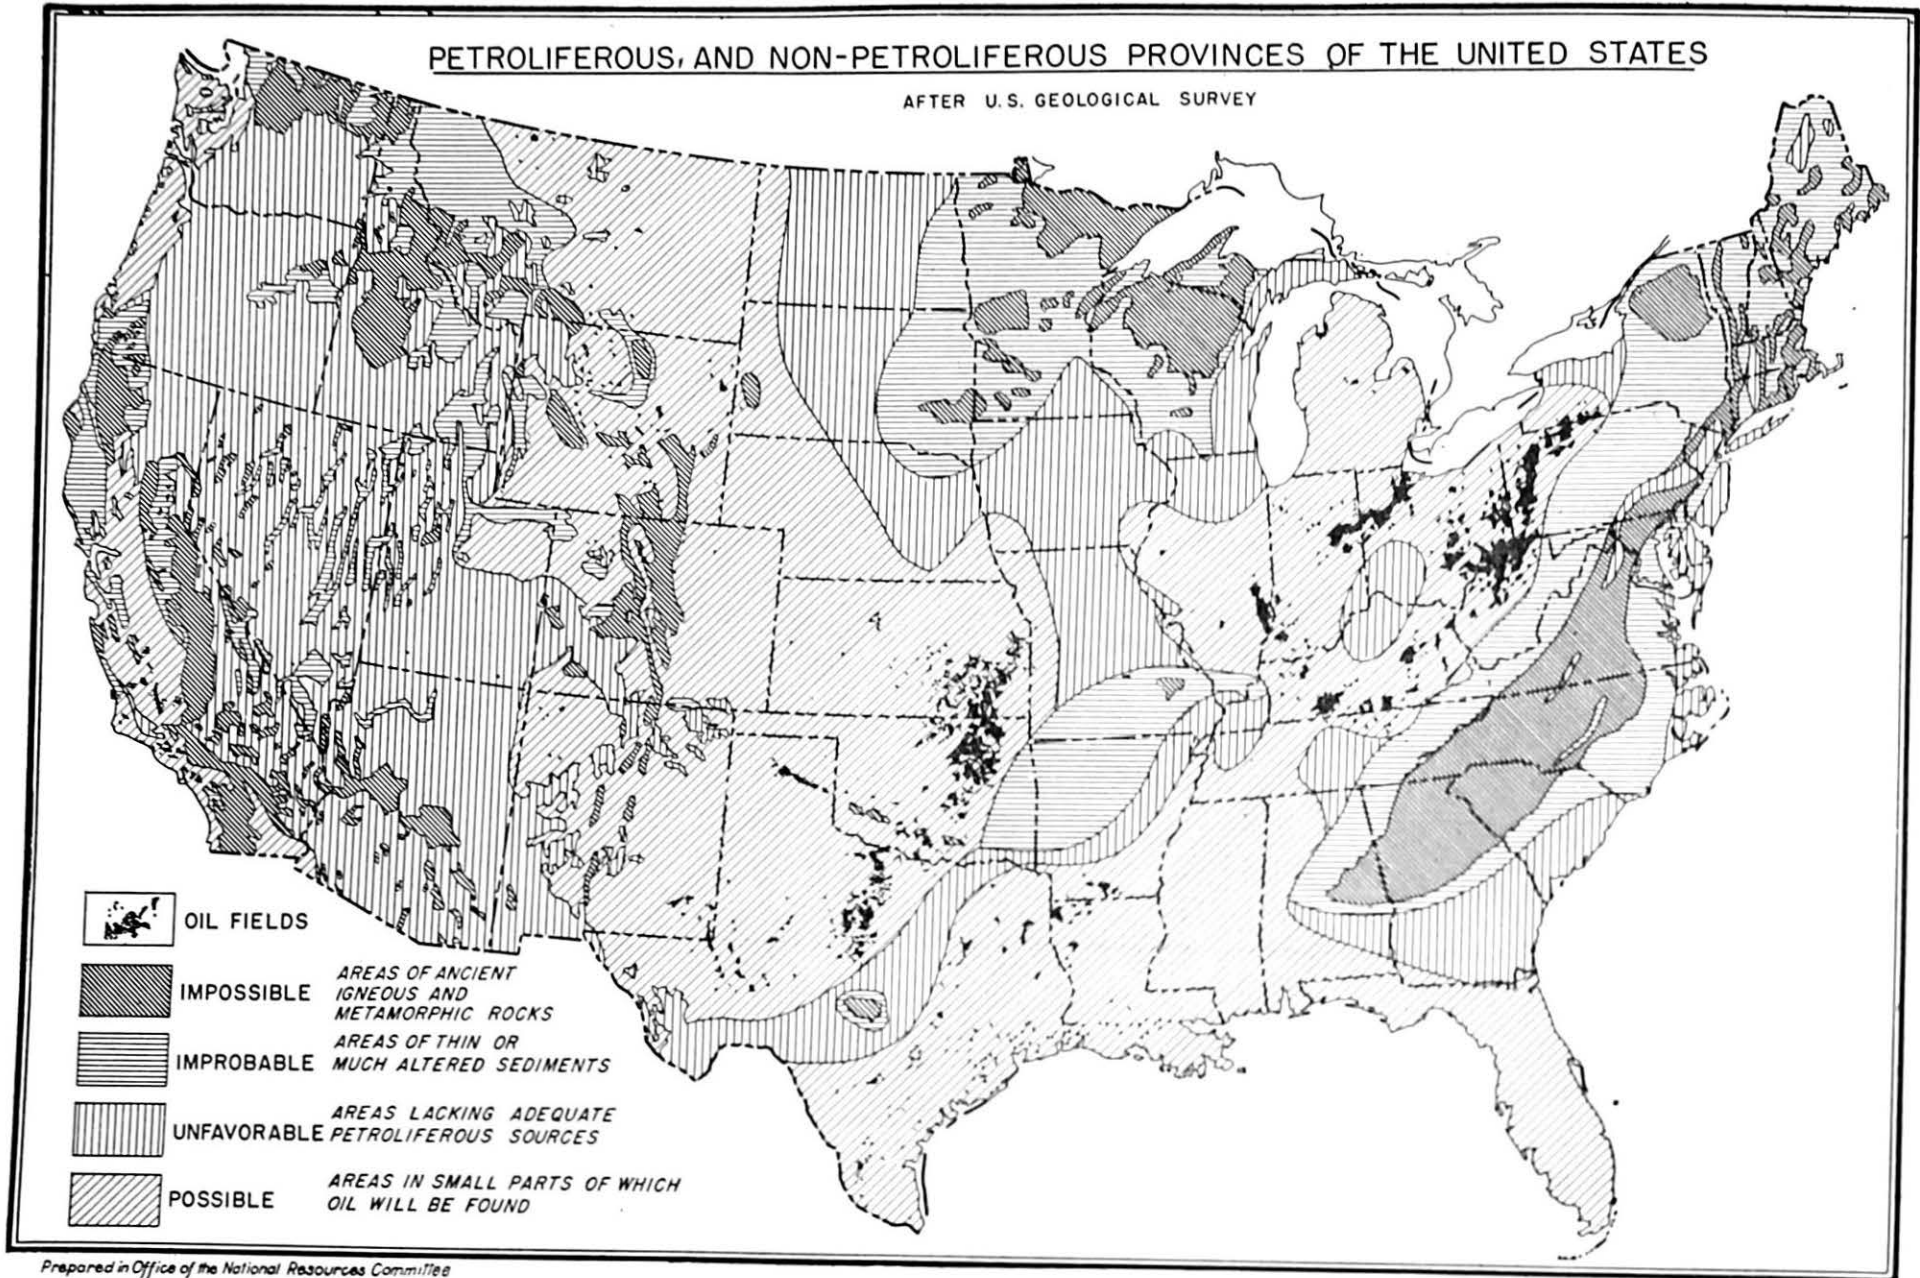 PETROLIFEROUS, AND NON-PETROLIFEROUS PROVINCES OF THE UNITED STATES
AFTER U.S. GEOLOGICAL SURVEY
OIL FIELDS
IMPOSSIBLE
AREAS OF ANCIENT
IGNEOUS AND
METAMORPHIC ROCKS
IMPROBABLE
AREAS OF THIN OR
MUCH ALTERED SEDIMENTS
UNFAVORABLE
AREAS LACKING ADEQUATE
PETROLIFEROUS SOURCES
POSSIBLE
AREAS IN SMALL PARTS OF WHICH
OIL WILL BE FOUND
Prepared in Office of the National Resources Committee